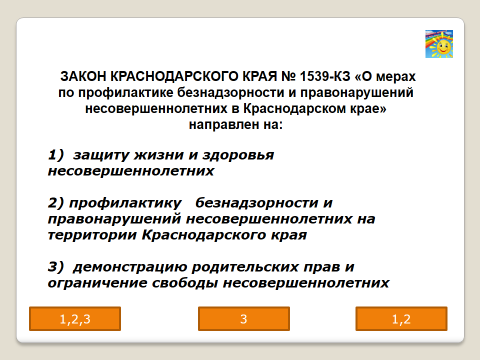 ЗАКОН КРАСНОДАРСКОГО КРАЯ № 1539-КЗ «О мерах
по профилактике безнадзорности и правонарушений
несовершеннолетних в Краснодарском крае»
направлен на:
1) защиту жизни и здоровья
несовершеннолетних
2) профилактику безнадзорности и
правонарушений несовершеннолетних на
территории Краснодарского края
3) демонстрацию родительских прав и
ограничение свободы несовершеннолетних
1,2,3
3
1,2